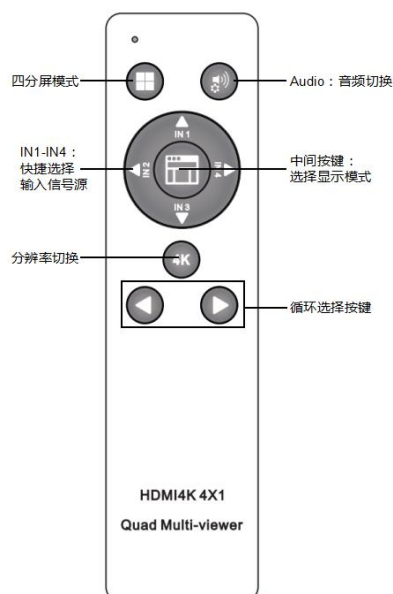 四分屏模式
Audio：音频切换
IN 1
IN1-IN4：
快捷选择
输入信号源
IN 2
IN 4
中间按键：
选择显示模式
IN 3
分辨率切换
4K
循环选择按键
HDMI4K 4X1
Quad Multi-viewer